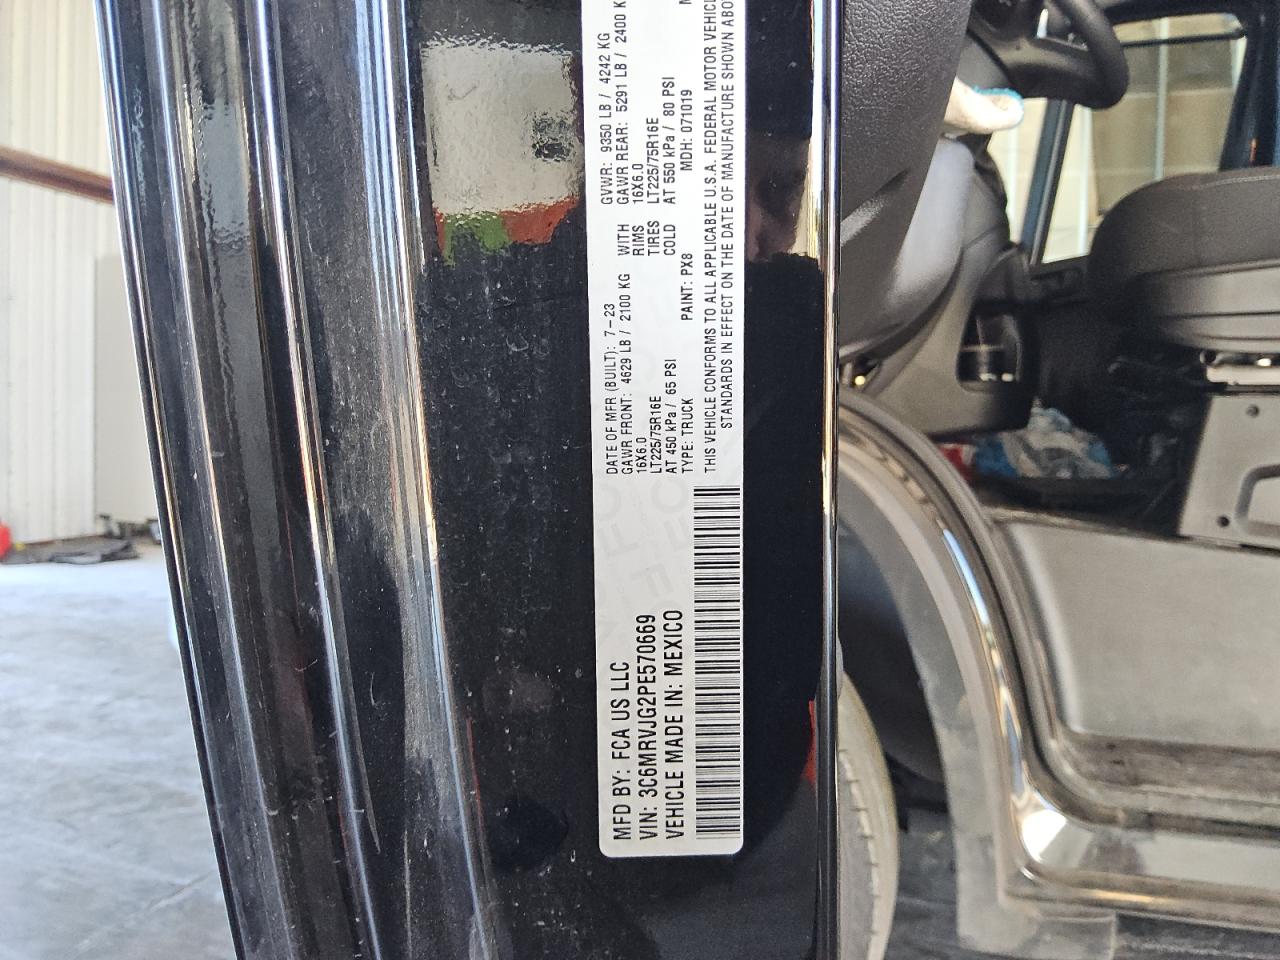 MFD BY: FCA US LLC
VIN: 3C6MRVJG2PE570669
VEHICLE MADE IN: MEXICO
DATE OF MFR (BUILT): 7-23 GVWR: 9350 LB / 4242 KG
GAWR FRONT: 4629 LB / 2100 KG WITH GAWR REAR: 5291 LB / 2400
16X6.0 RIMS 16X6.0
LT225/75R16E TIRES LT225/75R16E
AT 450 kPa / 65 PSI COLD AT 550 kPa / 80 PSI
TYPE: TRUCK PAINT: PX8 MDH: 071019
THIS VEHICLE CONFORMS TO ALL APPLICABLE U.S.A. FEDERAL MOTOR VEHIC
STANDARDS IN EFFECT ON THE DATE OF MANUFACTURE SHOWN ABO